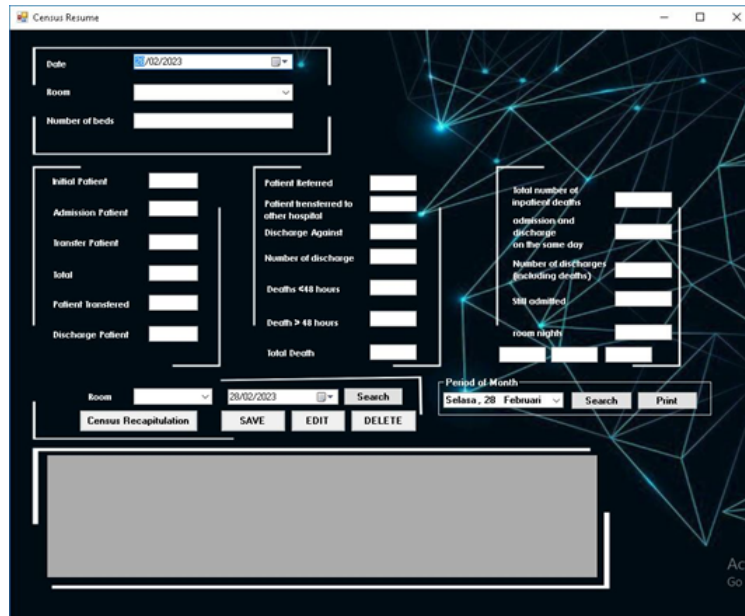 Census Resume
Date
28/02/2023
Room
Number of beds
Initial Patient
Admission Patient
Transfer Patient
Total
Patient Transfered
Discharge Patient
Patient Referred
Patient transferred to
other hospital
Discharge Against
Number of discharge
Deaths <48 hours
Death > 48 hours
Total Death
Total number of
inpatient deaths
admission and
discharge
on the same day
Number of discharges
(including deaths)
Still admitted
room nights
Room
28/02/2023
Search
Census Recapitulation
SAVE
EDIT
DELETE
Period of Month
Selasa , 28 Februari
Search
Print
Ac
Go